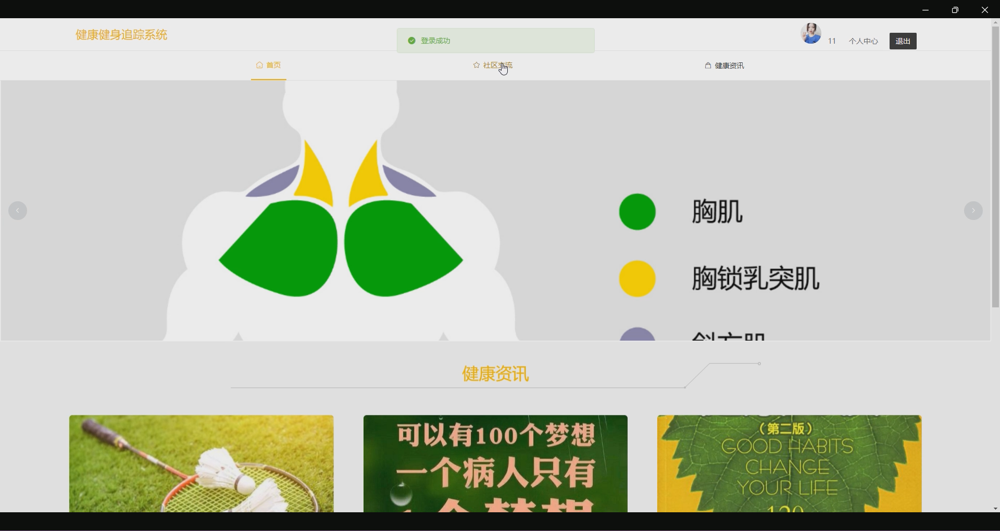 健康健身追踪系统
登录成功
11
个人中心
退出
首页
社区交流
健康资讯
胸肌
胸锁乳突肌
健康资讯
可以有100个梦想
一个病人只有
（第二版）
GOOD HABITS
CHANGE
YOUR LIFE